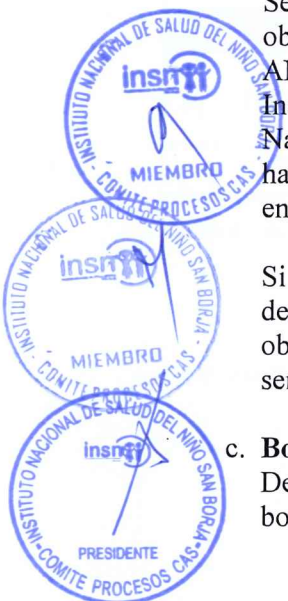 Se
ob
Al
In
Na
ha
en
Si
de
ob
ser
c. Bo
De
bo
INSTITUTO NACIONAL DE SALUD DEL NIÑO SAN BORJA
insn
MIEMBRO
INSN - COMITE PROCESOS CAS
INSTITUTO NACIONAL DE SALUD DEL NIÑO SAN BORJA
insn
MIEMBRO
COMITE PROCESOS CAS
INSTITUTO NACIONAL DE SALUD DEL NIÑO SAN BORJA
insn
PRESIDENTE
COMITE PROCESOS CAS